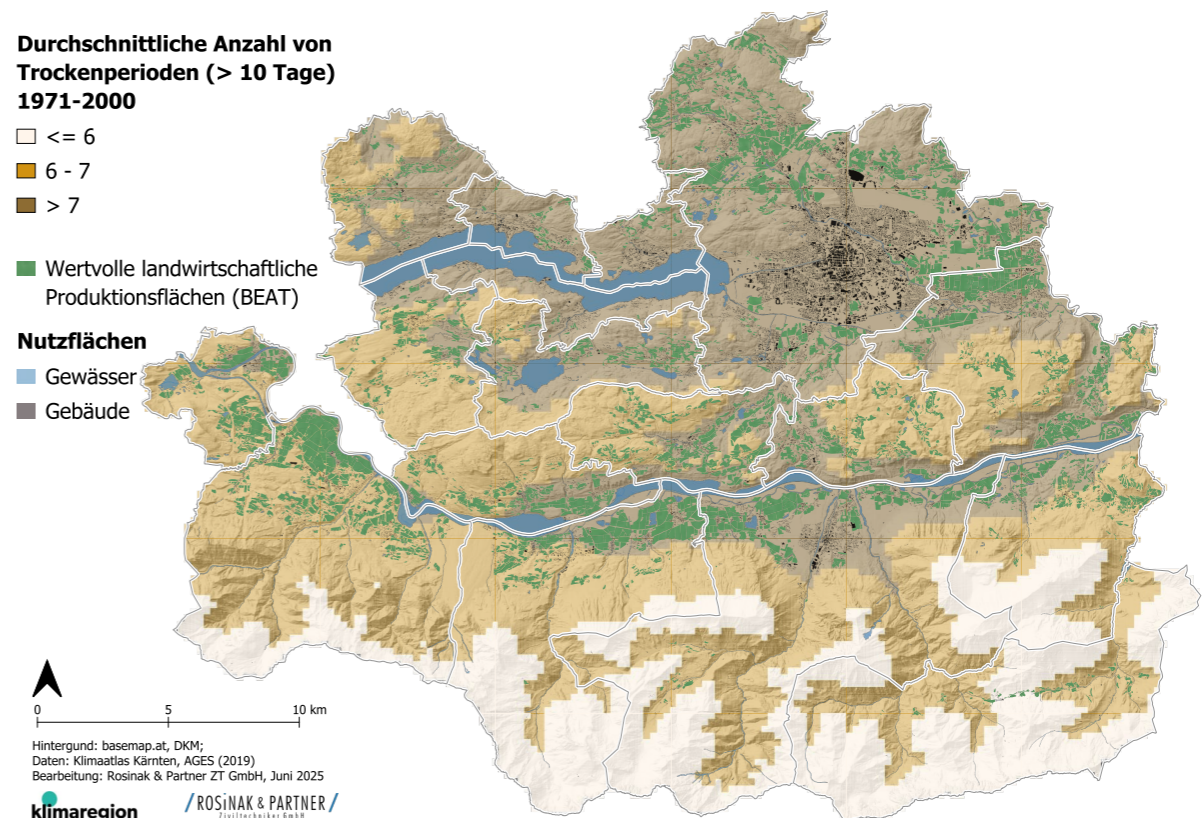 Durchschnittliche Anzahl von
Trockenperioden (> 10 Tage)
1971-2000
<= 6
6 - 7
> 7
Wertvolle landwirtschaftliche
Produktionsflächen (BEAT)
Nutzflächen
Gewässer
Gebäude
0 5 10 km
Hintergund: basemap.at, DKM;
Daten: Klimaatlas Kärnten, AGES (2019)
Bearbeitung: Rosinak & Partner ZT GmbH, Juni 2025
klimaregion
/ROSiNAK & PARTNER/
Ziviltechniker GmbH